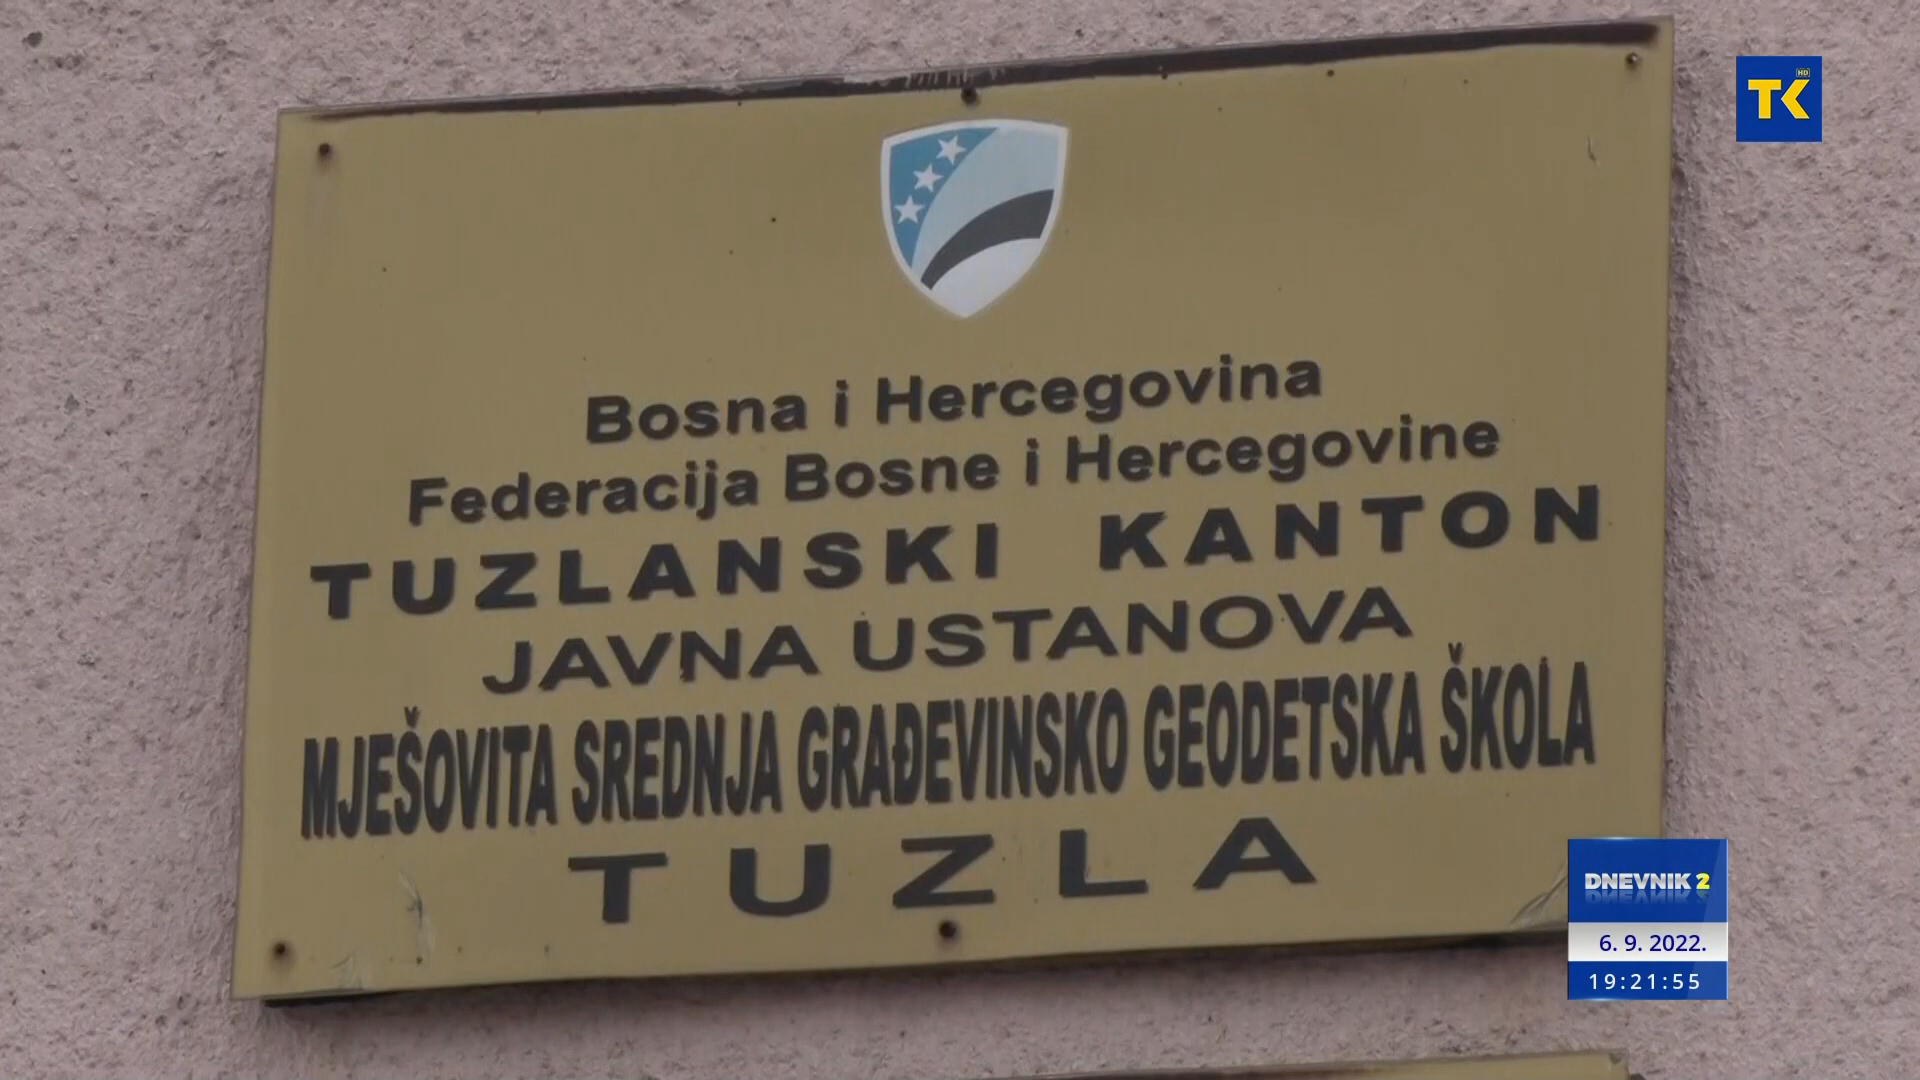 TK HD
Bosna i Hercegovina
Federacija Bosne i Hercegovine
TUZLANSKI KANTON
JAVNA USTANOVA
MJEŠOVITA SREDNJA GRAĐEVINSKO GEODETSKA ŠKOLA
TUZLA
DNEVNIK 2
6. 9. 2022.
19:21:55